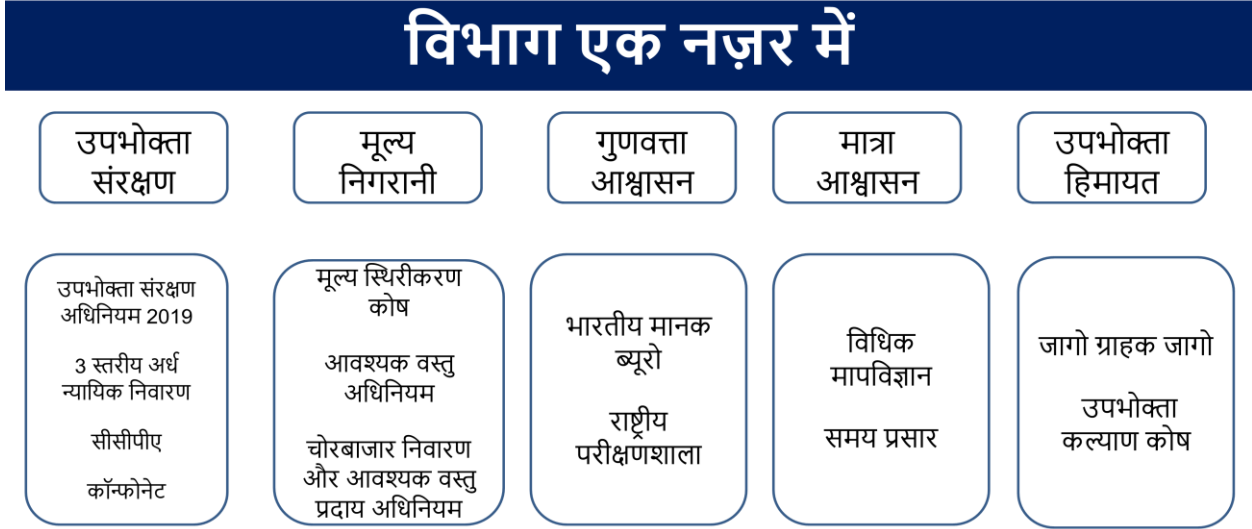 विभाग एक नज़र में
उपभोक्ता
संरक्षण
मूल्य
निगरानी
गुणवत्ता
आश्वासन
मात्रा
आश्वासन
उपभोक्ता
हिमायत
उपभोक्ता संरक्षण
अधिनियम 2019
3 स्तरीय अर्ध
न्यायिक निवारण
सीसीपीए
कॉन्फोनेट
मूल्य स्थिरीकरण
कोष
आवश्यक वस्तु
अधिनियम
चोरबाजार निवारण
और आवश्यक वस्तु
प्रदाय अधिनियम
भारतीय मानक
ब्यूरो
राष्ट्रीय
परीक्षणशाला
विधिक
मापविज्ञान
समय प्रसार
जागो ग्राहक जागो
उपभोक्ता
कल्याण कोष